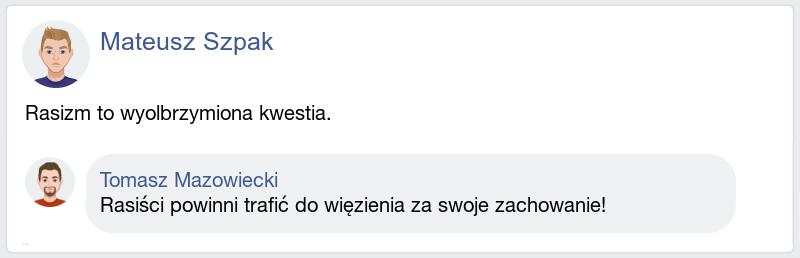 Mateusz Szpak
Rasizm to wyolbrzymiona kwestia.
Tomasz Mazowiecki
Rasiści powinni trafić do więzienia za swoje zachowanie!